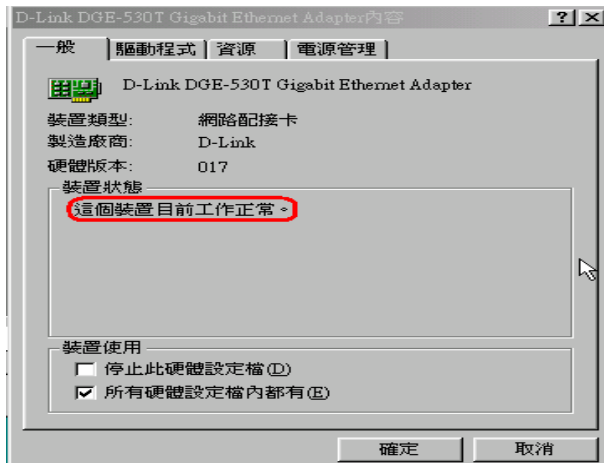 D-Link DGE-530T Gigabit Ethernet Adapter內容
一般 驅動程式 資源 電源管理
D-Link DGE-530T Gigabit Ethernet Adapter
裝置類型: 網路配接卡
製造廠商: D-Link
硬體版本: 017
裝置狀態
這個裝置目前工作正常。
裝置使用
停止此硬體設定檔(D)
所有硬體設定檔內都有(E)
確定 取消